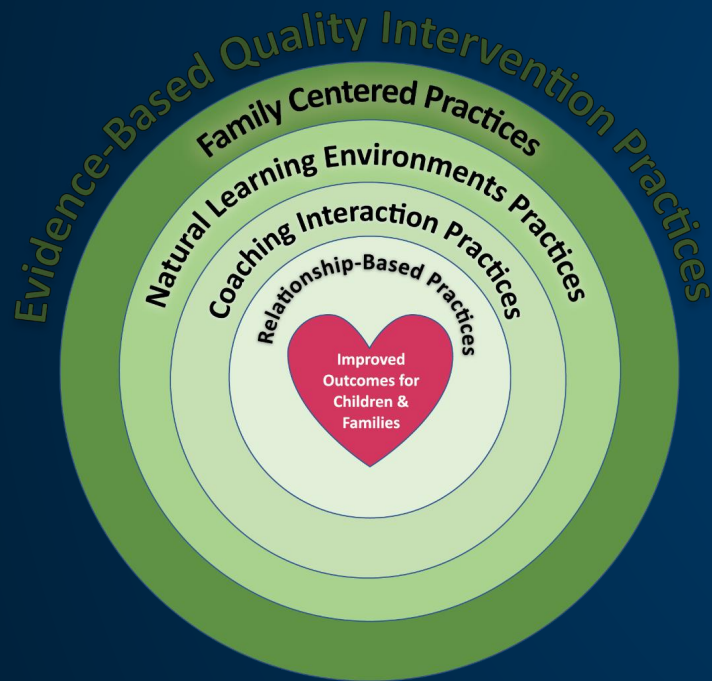 Evidence-Based Quality Intervention Practices
Family Centered Practices
Natural Learning Environments Practices
Coaching Interaction Practices
Relationship-Based Practices
Improved
Outcomes for
Children &
Families